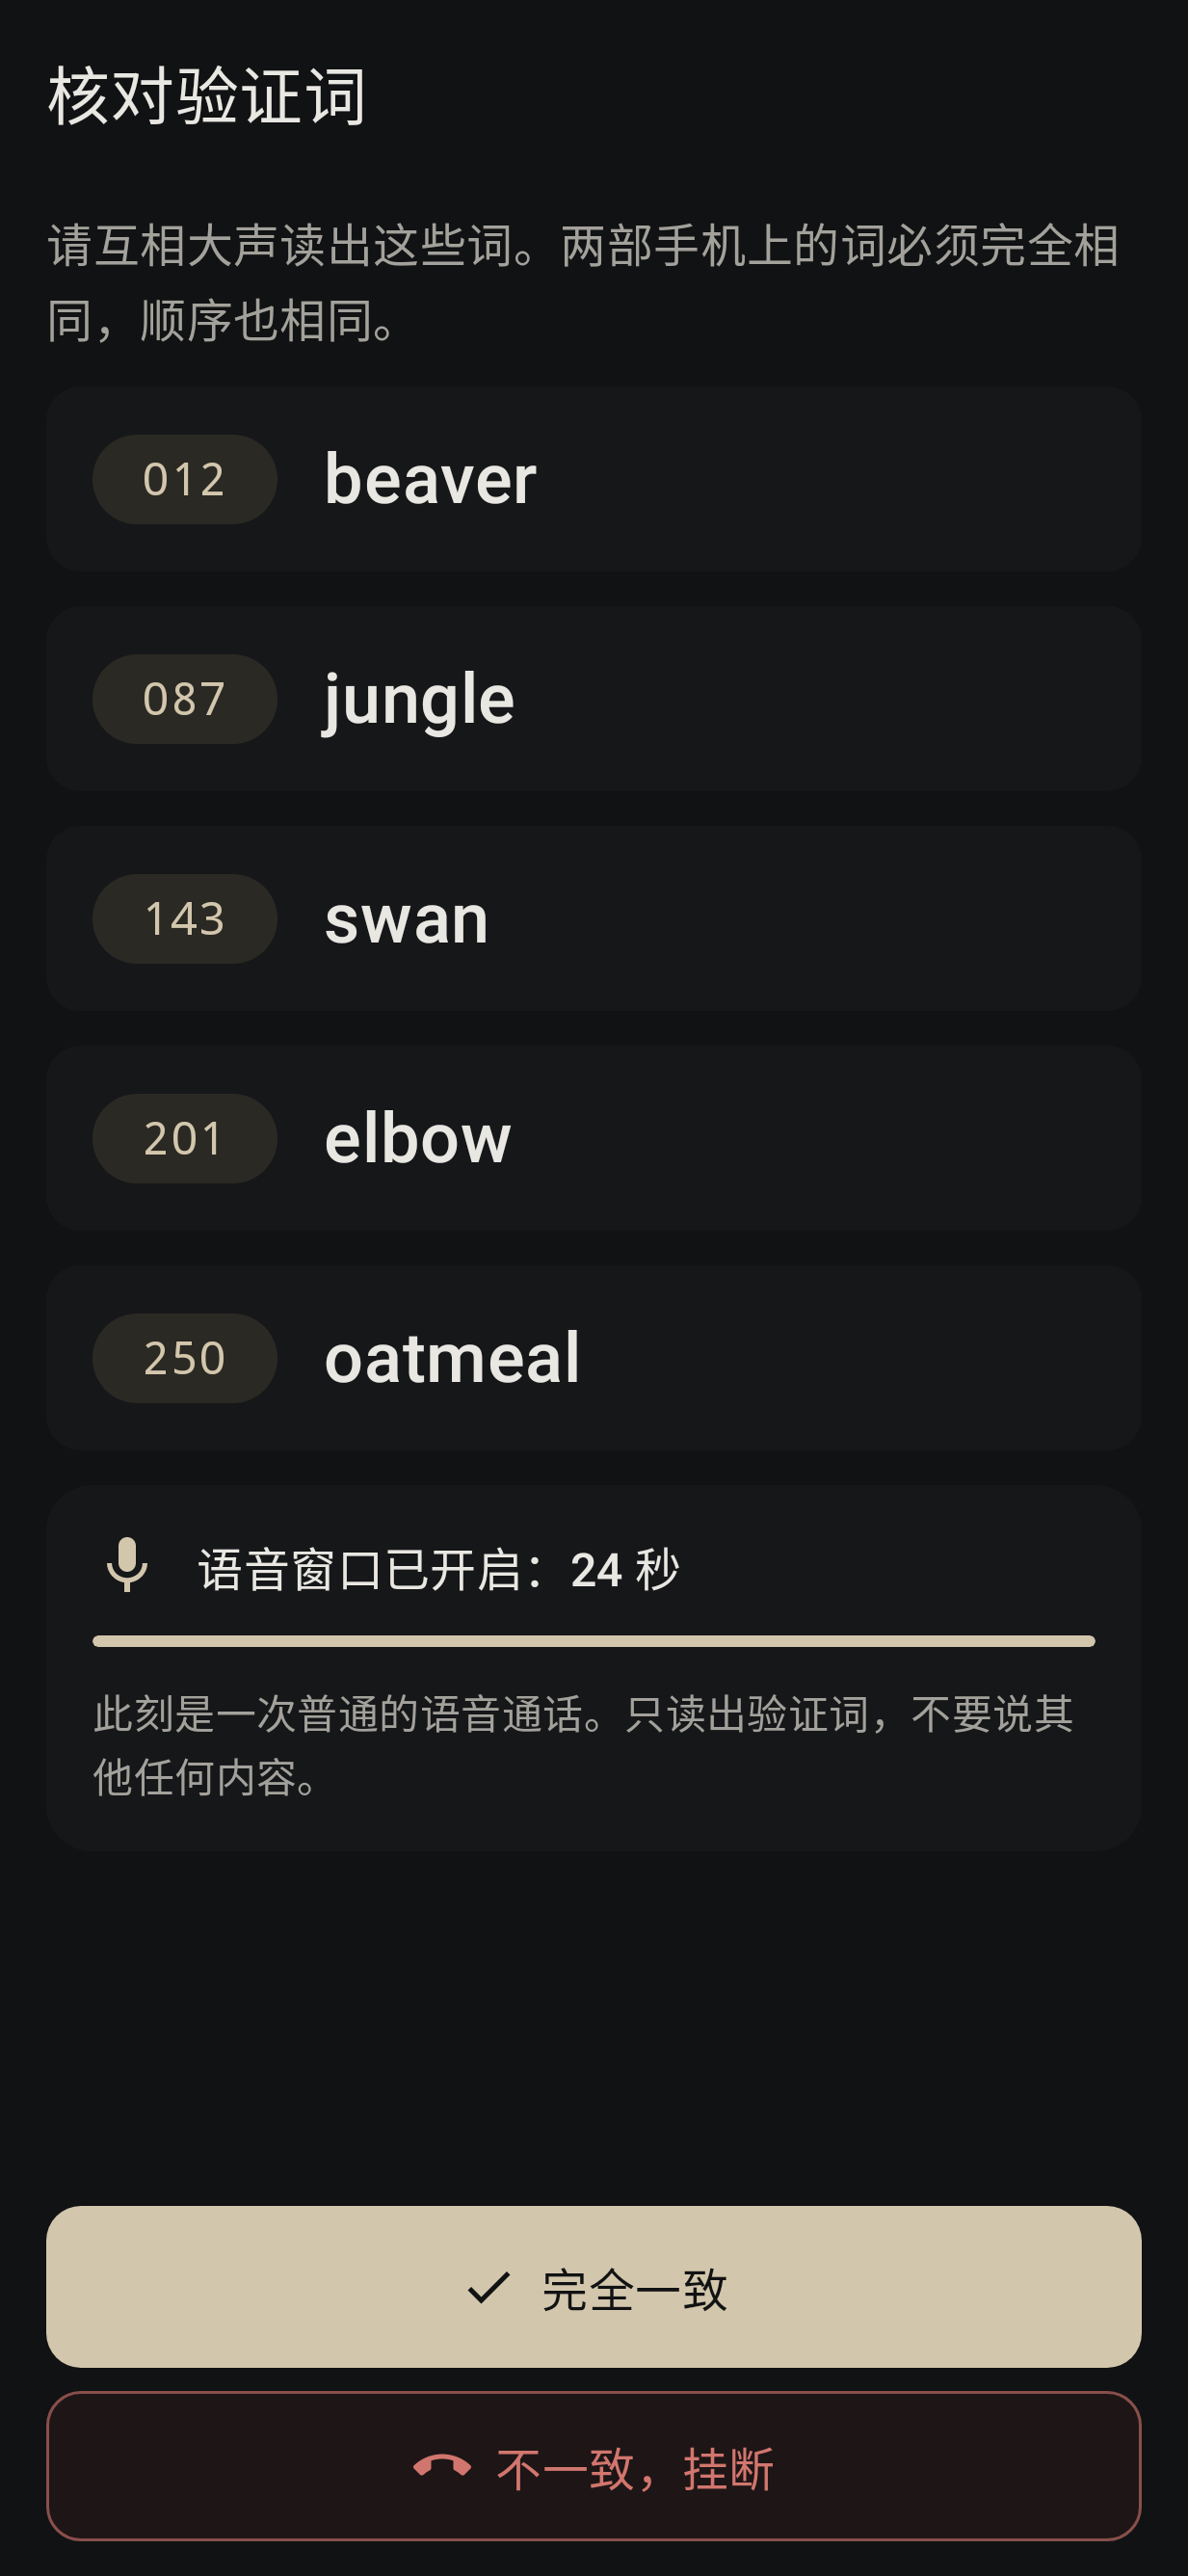 核对验证词
请互相大声读出这些词。两部手机上的词必须完全相
同，顺序也相同。
012 beaver
087 jungle
143 swan
201 elbow
250 oatmeal
语音窗口已开启：24 秒
此刻是一次普通的语音通话。只读出验证词，不要说其
他任何内容。
完全一致
不一致，挂断